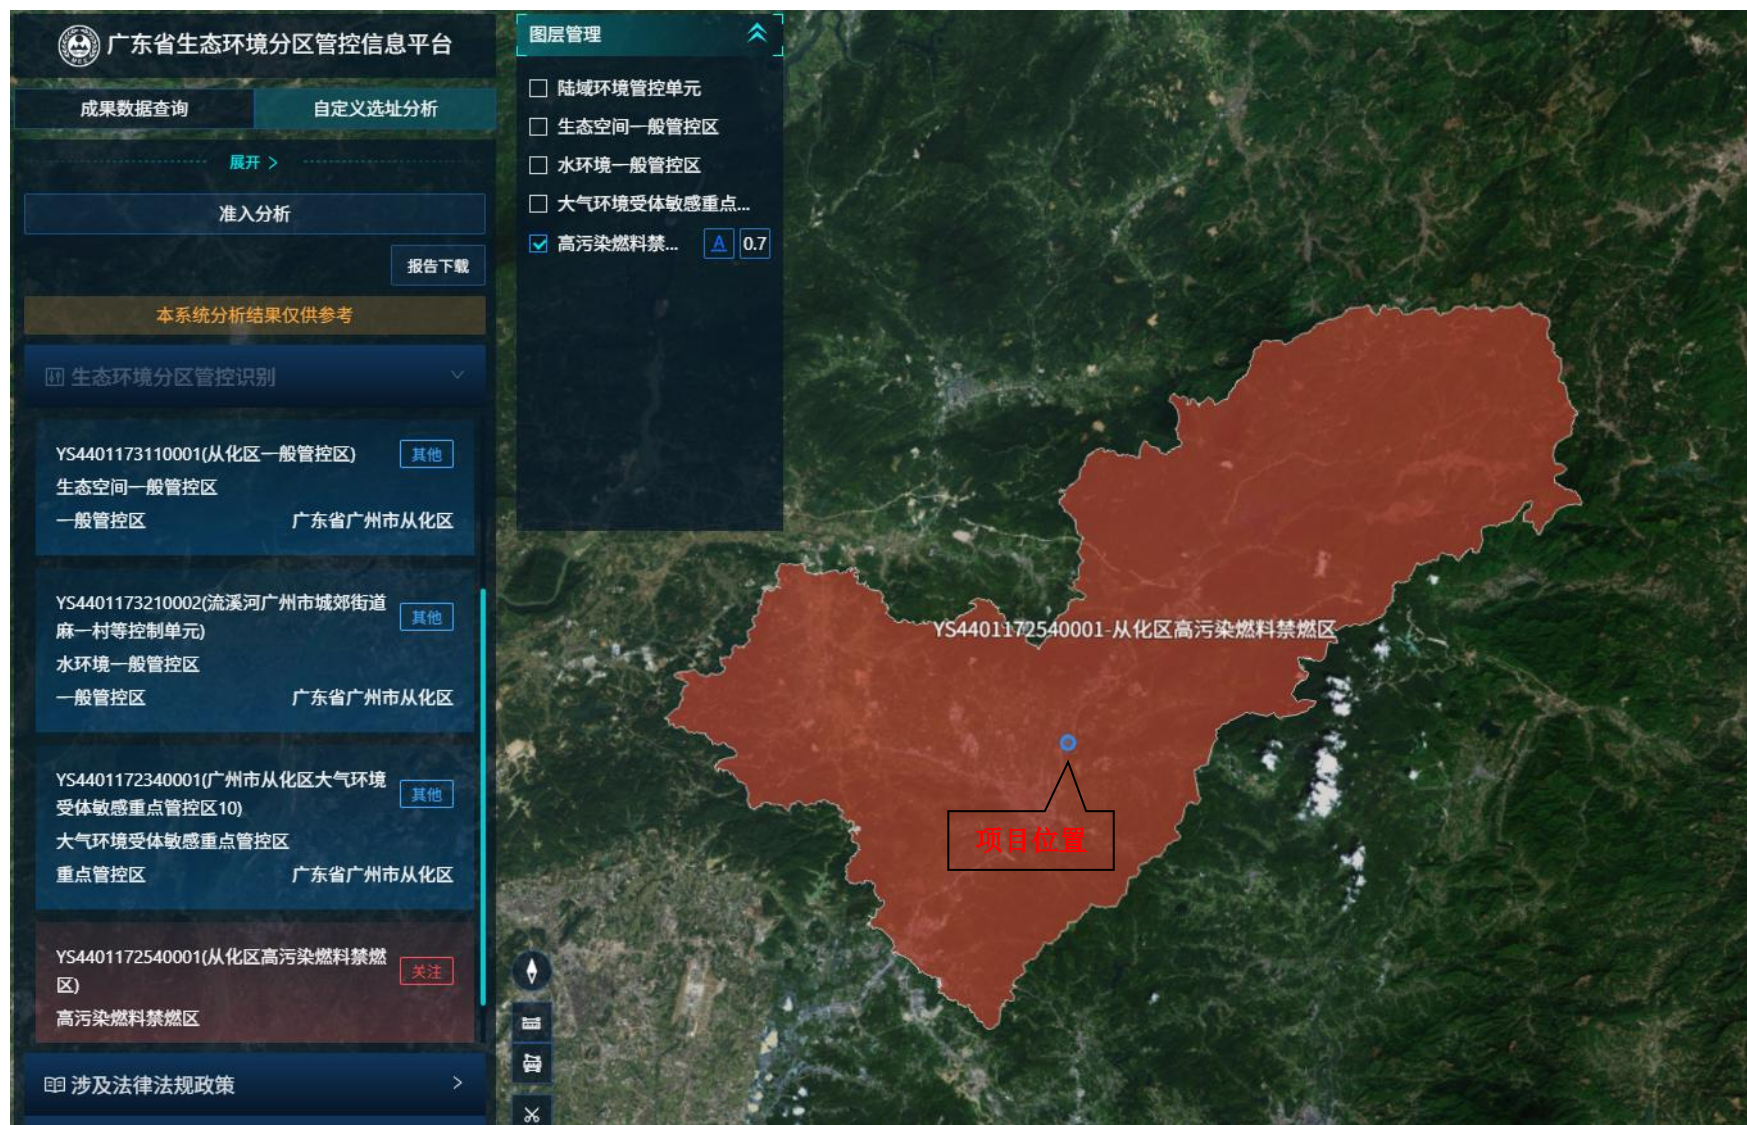 广东省生态环境分区管控信息平台
成果数据查询
自定义选址分析
展开 >
准入分析
报告下载
本系统分析结果仅供参考
生态环境分区管控识别
YS4401173110001(从化区一般管控区)
其他
生态空间一般管控区
一般管控区
广东省广州市从化区
YS4401173210002(流溪河广州市城郊街道
麻一村等控制单元)
其他
水环境一般管控区
一般管控区
广东省广州市从化区
YS4401172340001(广州市从化区大气环境
受体敏感重点管控区10)
其他
大气环境受体敏感重点管控区
重点管控区
广东省广州市从化区
YS4401172540001(从化区高污染燃料禁燃
区)
关注
高污染燃料禁燃区
涉及法律法规政策
图层管理
陆域环境管控单元
生态空间一般管控区
水环境一般管控区
大气环境受体敏感重点...
高污染燃料禁...
A
0.7
YS4401172540001-从化区高污染燃料禁燃区
项目位置